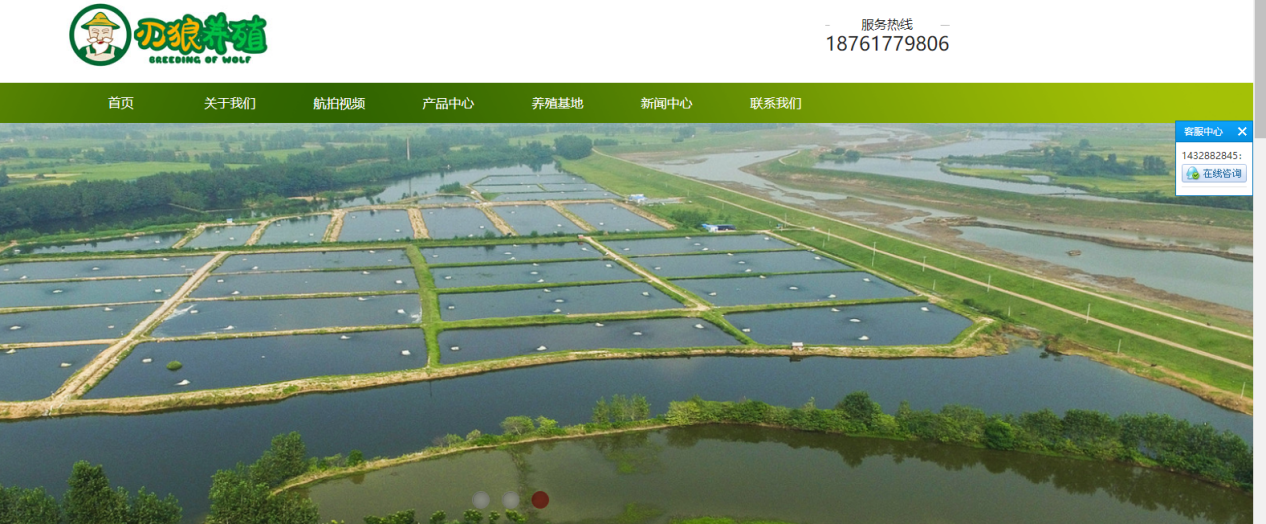 刃狼养殖
BREEDING OF WOLF
服务热线
18761779806
首页 关于我们 航拍视频 产品中心 养殖基地 新闻中心 联系我们
客服中心
1432882845:
在线咨询